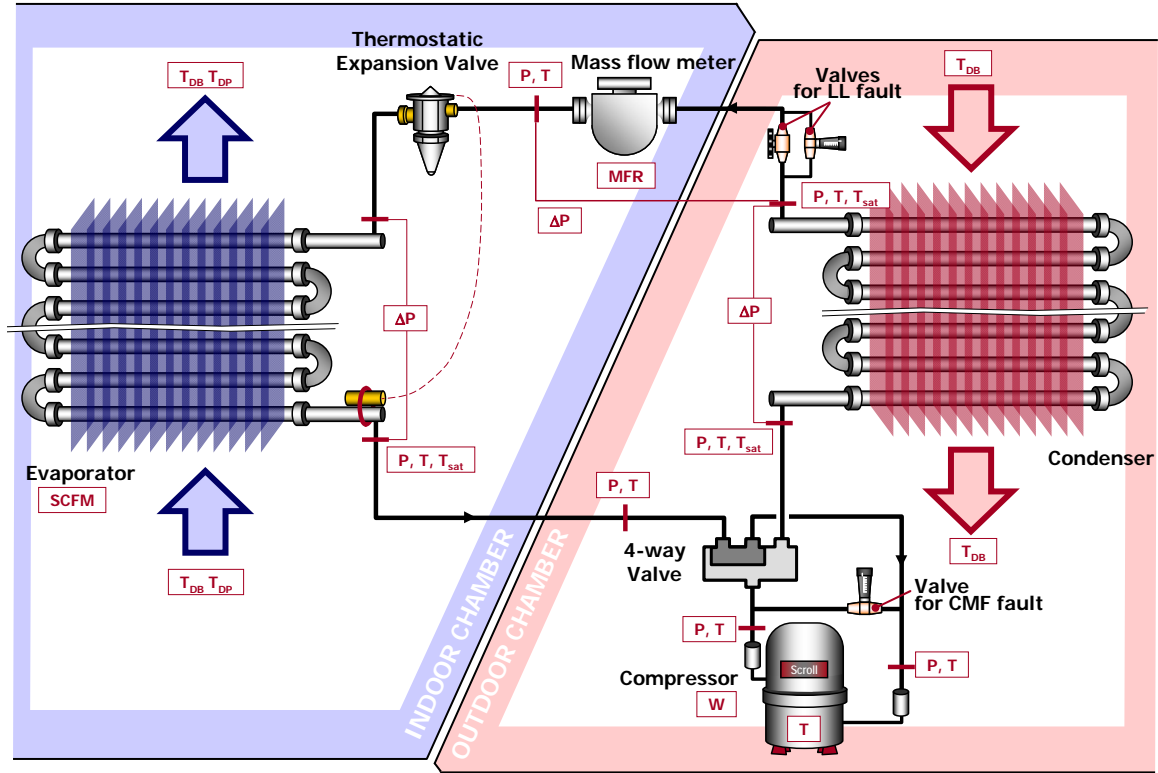 Thermostatic
Expansion Valve
P, T
Mass flow meter
Valves
for LL fault
T_DB
T_DB T_DP
MFR
ΔP
P, T, T_sat
ΔP
ΔP
P, T, T_sat
P, T, T_sat
Evaporator
SCFM
Condenser
P, T
T_DB T_DP
4-way
Valve
T_DB
Valve
for CMF fault
P, T
P, T
Compressor
W
Scroll
T
INDOOR CHAMBER
OUTDOOR CHAMBER